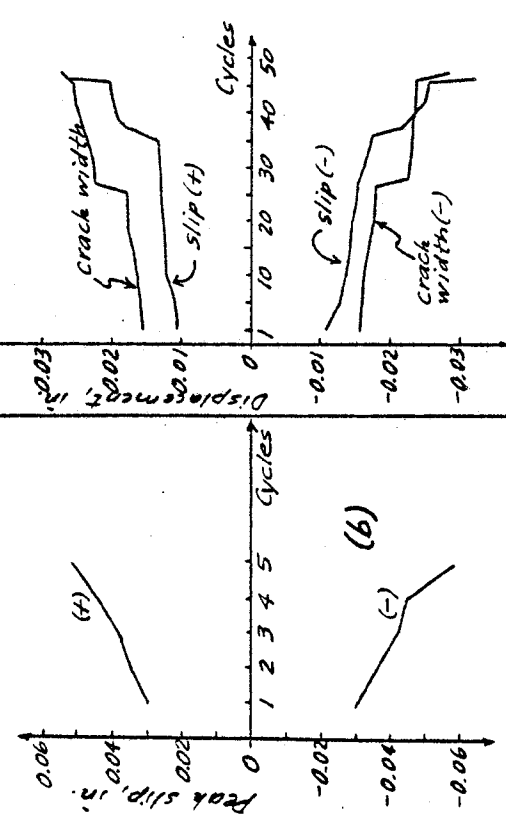 Displacement, in.
0.03
0.02
0.01
0
-0.01
-0.02
-0.03
1
10
20
30
40
50
Cycles
crack width
slip (+)
slip (-)
crack
width (-)
Peak slip, in.
0.06
0.04
0.02
0
-0.02
-0.04
-0.06
1
2
3
4
5
Cycles
(+)
(-)
(b)